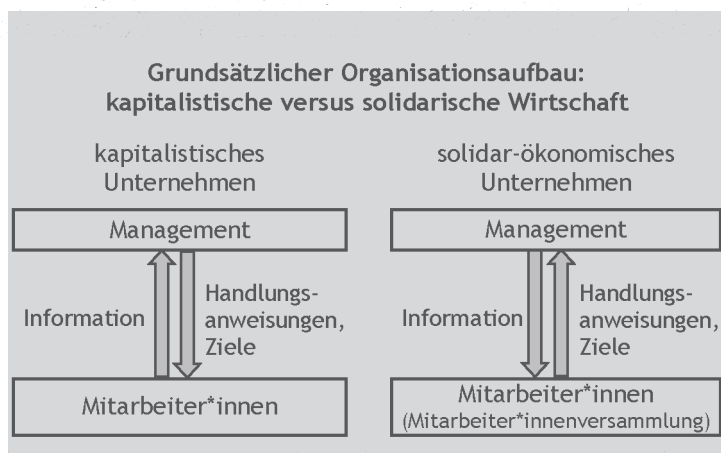 Grundsätzlicher Organisationsaufbau:
kapitalistische versus solidarische Wirtschaft
kapitalistisches
Unternehmen
Management
Information
Handlungs-
anweisungen,
Ziele
Mitarbeiter*innen
solidar-ökonomisches
Unternehmen
Management
Information
Handlungs-
anweisungen,
Ziele
Mitarbeiter*innen
(Mitarbeiter*innenversammlung)